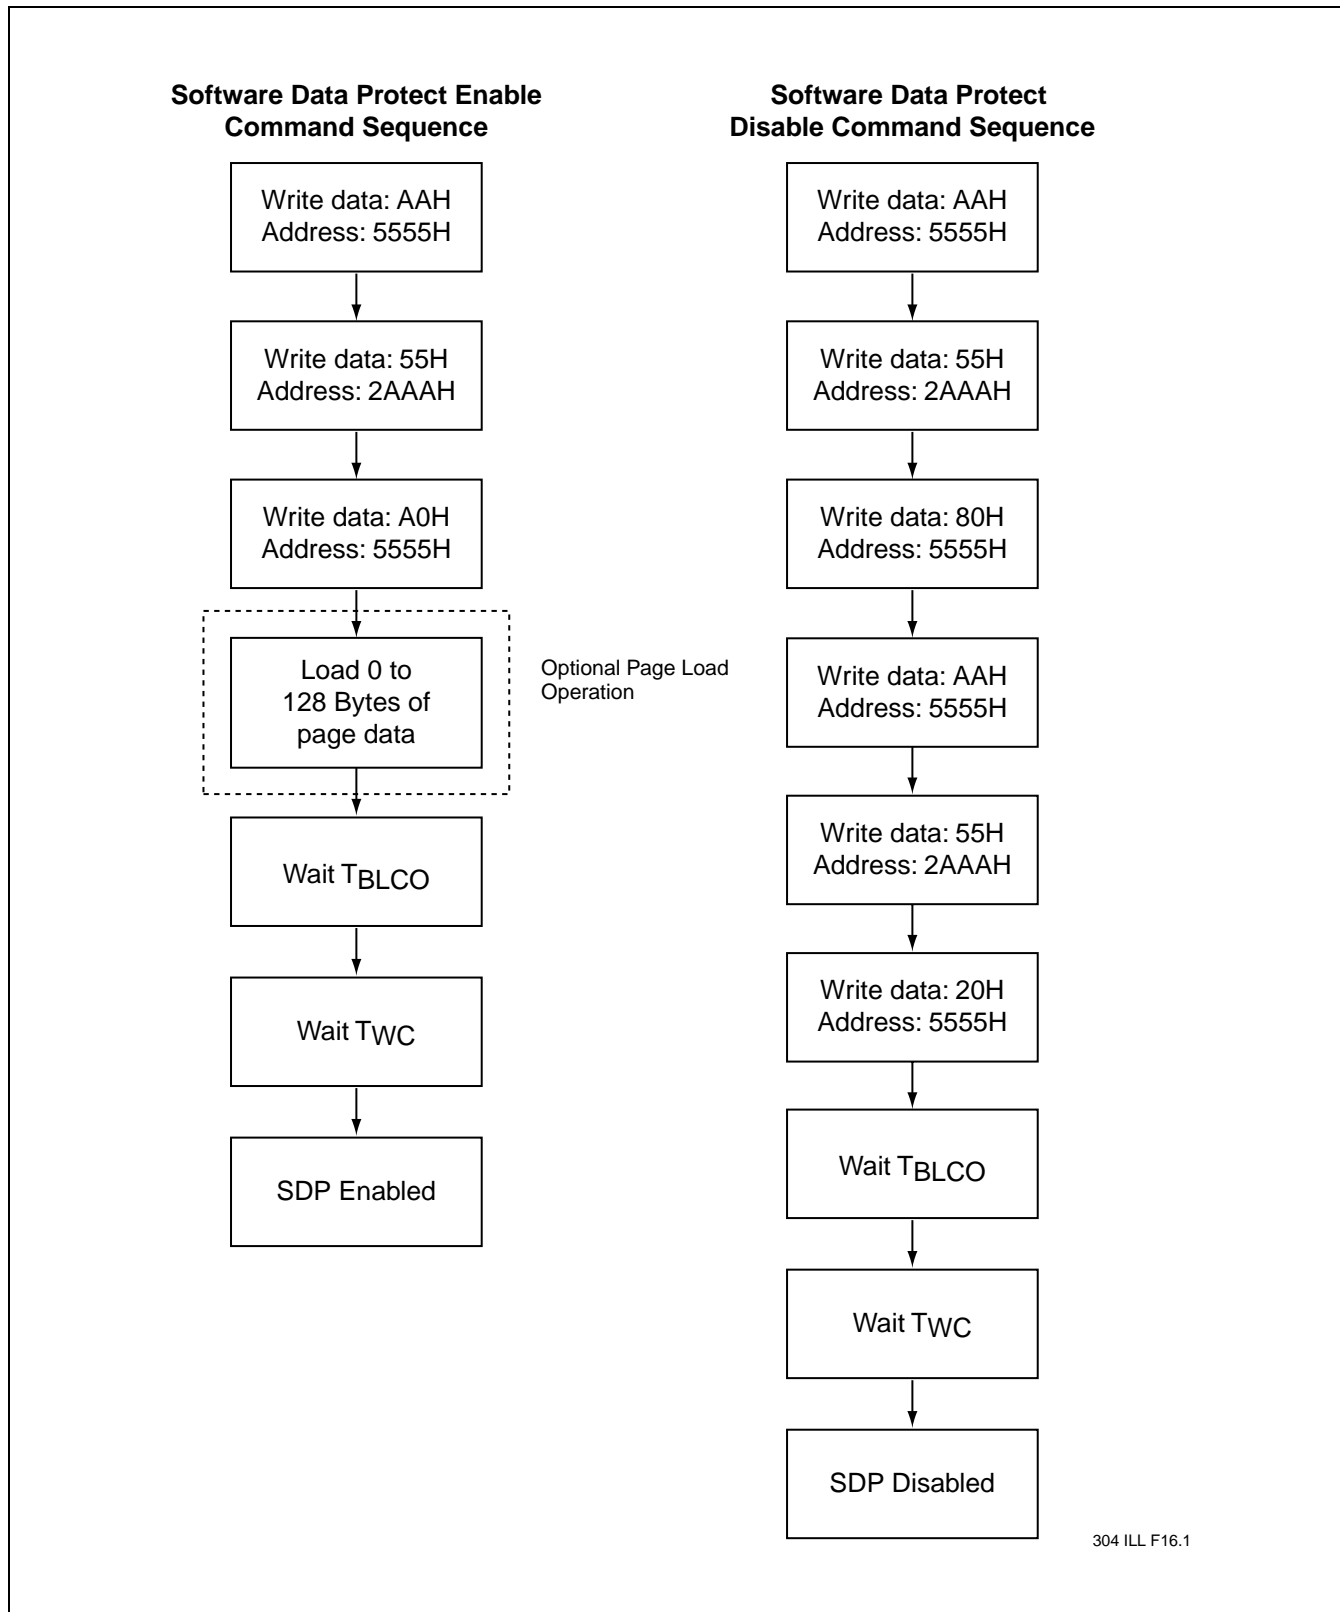 Software Data Protect Enable
Command Sequence
Write data: AAH
Address: 5555H
Write data: 55H
Address: 2AAAH
Write data: A0H
Address: 5555H
Load 0 to
128 Bytes of
page data
Optional Page Load
Operation
Wait TBLCO
Wait TWC
SDP Enabled
Software Data Protect
Disable Command Sequence
Write data: AAH
Address: 5555H
Write data: 55H
Address: 2AAAH
Write data: 80H
Address: 5555H
Write data: AAH
Address: 5555H
Write data: 55H
Address: 2AAAH
Write data: 20H
Address: 5555H
Wait TBLCO
Wait TWC
SDP Disabled
304 ILL F16.1